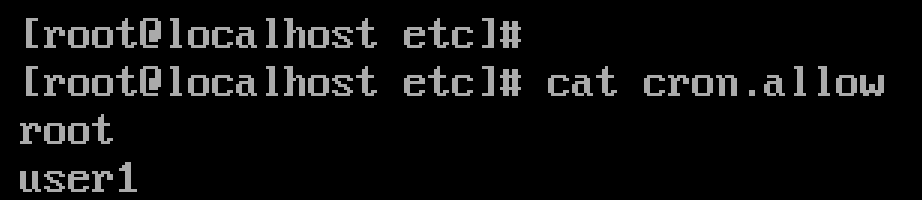 [root@localhost etc]#
[root@localhost etc]# cat cron.allow
root
user1